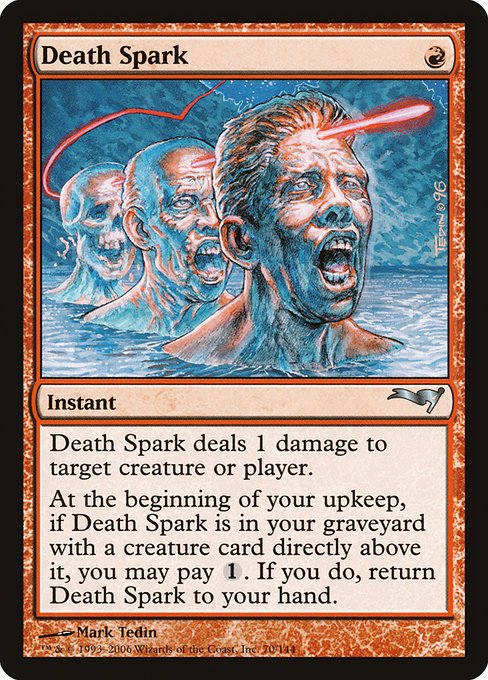 Death Spark
TEDIN © 96
Instant
Death Spark deals 1 damage to
target creature or player.
At the beginning of your upkeep,
if Death Spark is in your graveyard
with a creature card directly above
it, you may pay 1. If you do, return
Death Spark to your hand.
Mark Tedin
™ & © 1993–2006 Wizards of the Coast, Inc. 70/144